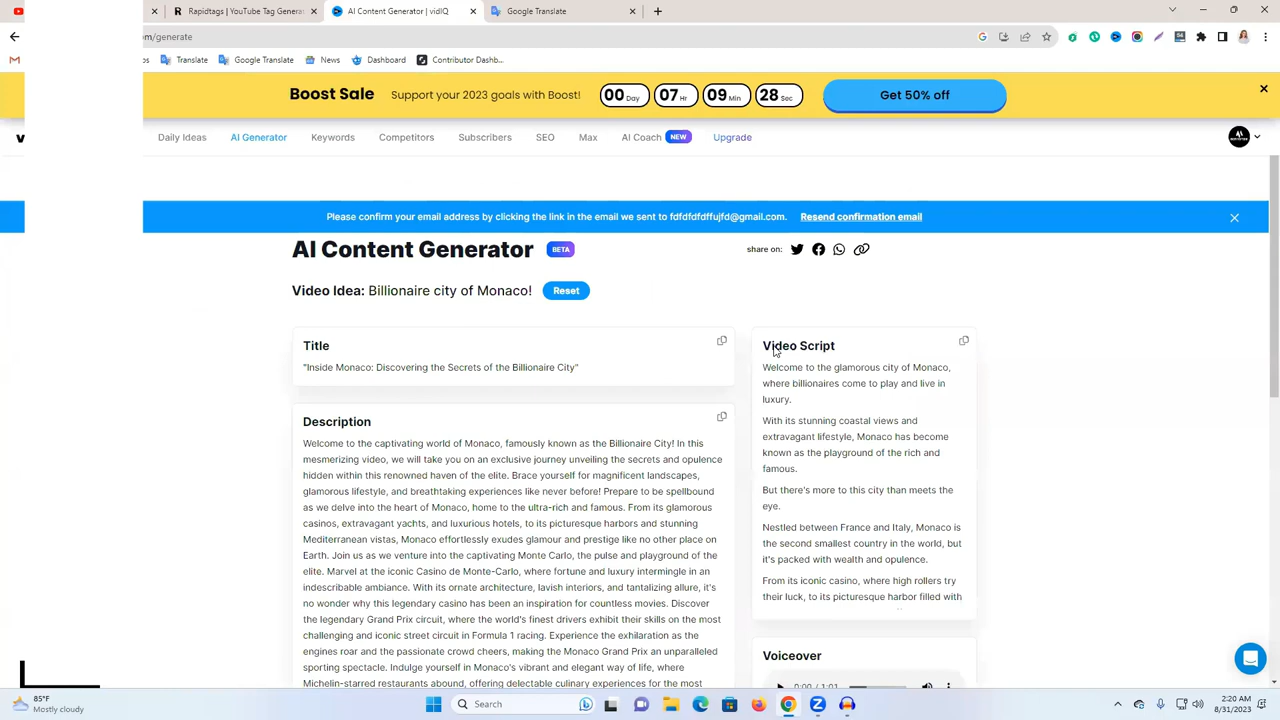 Rapidtags | YouTube Tag Genera
AI Content Generator | vidIQ
Google Translate
om/generate
Translate
Google Translate
News
Dashboard
Contributor Dashb...
Boost Sale
Support your 2023 goals with Boost!
00 Day
07 Hr
09 Min
28 Sec
Get 50% off
Daily Ideas
AI Generator
Keywords
Competitors
Subscribers
SEO
Max
AI Coach NEW
Upgrade
Please confirm your email address by clicking the link in the email we sent to fdfdfdfdffujfd@gmail.com. Resend confirmation email
AI Content Generator BETA
share on:
Video Idea: Billionaire city of Monaco! Reset
Title
"Inside Monaco: Discovering the Secrets of the Billionaire City"
Description
Welcome to the captivating world of Monaco, famously known as the Billionaire City! In this
mesmerizing video, we will take you on an exclusive journey unveiling the secrets and opulence
hidden within this renowned haven of the elite. Brace yourself for magnificent landscapes,
glamorous lifestyle, and breathtaking experiences like never before! Prepare to be spellbound
as we delve into the heart of Monaco, home to the ultra-rich and famous. From its glamorous
casinos, extravagant yachts, and luxurious hotels, to its picturesque harbors and stunning
Mediterranean vistas, Monaco effortlessly exudes glamour and prestige like no other place on
Earth. Join us as we venture into the captivating Monte Carlo, the pulse and playground of the
elite. Marvel at the iconic Casino de Monte-Carlo, where fortune and luxury intermingle in an
indescribable ambiance. With its ornate architecture, lavish interiors, and tantalizing allure, it's
no wonder why this legendary casino has been an inspiration for countless movies. Discover
the legendary Grand Prix circuit, where the world's finest drivers exhibit their skills on the most
challenging and iconic street circuit in Formula 1 racing. Experience the exhilaration as the
engines roar and the passionate crowd cheers, making the Monaco Grand Prix an unparalleled
sporting spectacle. Indulge yourself in Monaco's vibrant and elegant way of life, where
Michelin-starred restaurants abound, offering delectable culinary experiences for the most
Video Script
Welcome to the glamorous city of Monaco,
where billionaires come to play and live in
luxury.
With its stunning coastal views and
extravagant lifestyle, Monaco has become
known as the playground of the rich and
famous.
But there's more to this city than meets the
eye.
Nestled between France and Italy, Monaco is
the second smallest country in the world, but
it's packed with wealth and opulence.
From its iconic casino, where high rollers try
their luck, to its picturesque harbor filled with
Voiceover
0:00 / 1:01
85°F
Mostly cloudy
Search
2:20 AM
8/31/2023